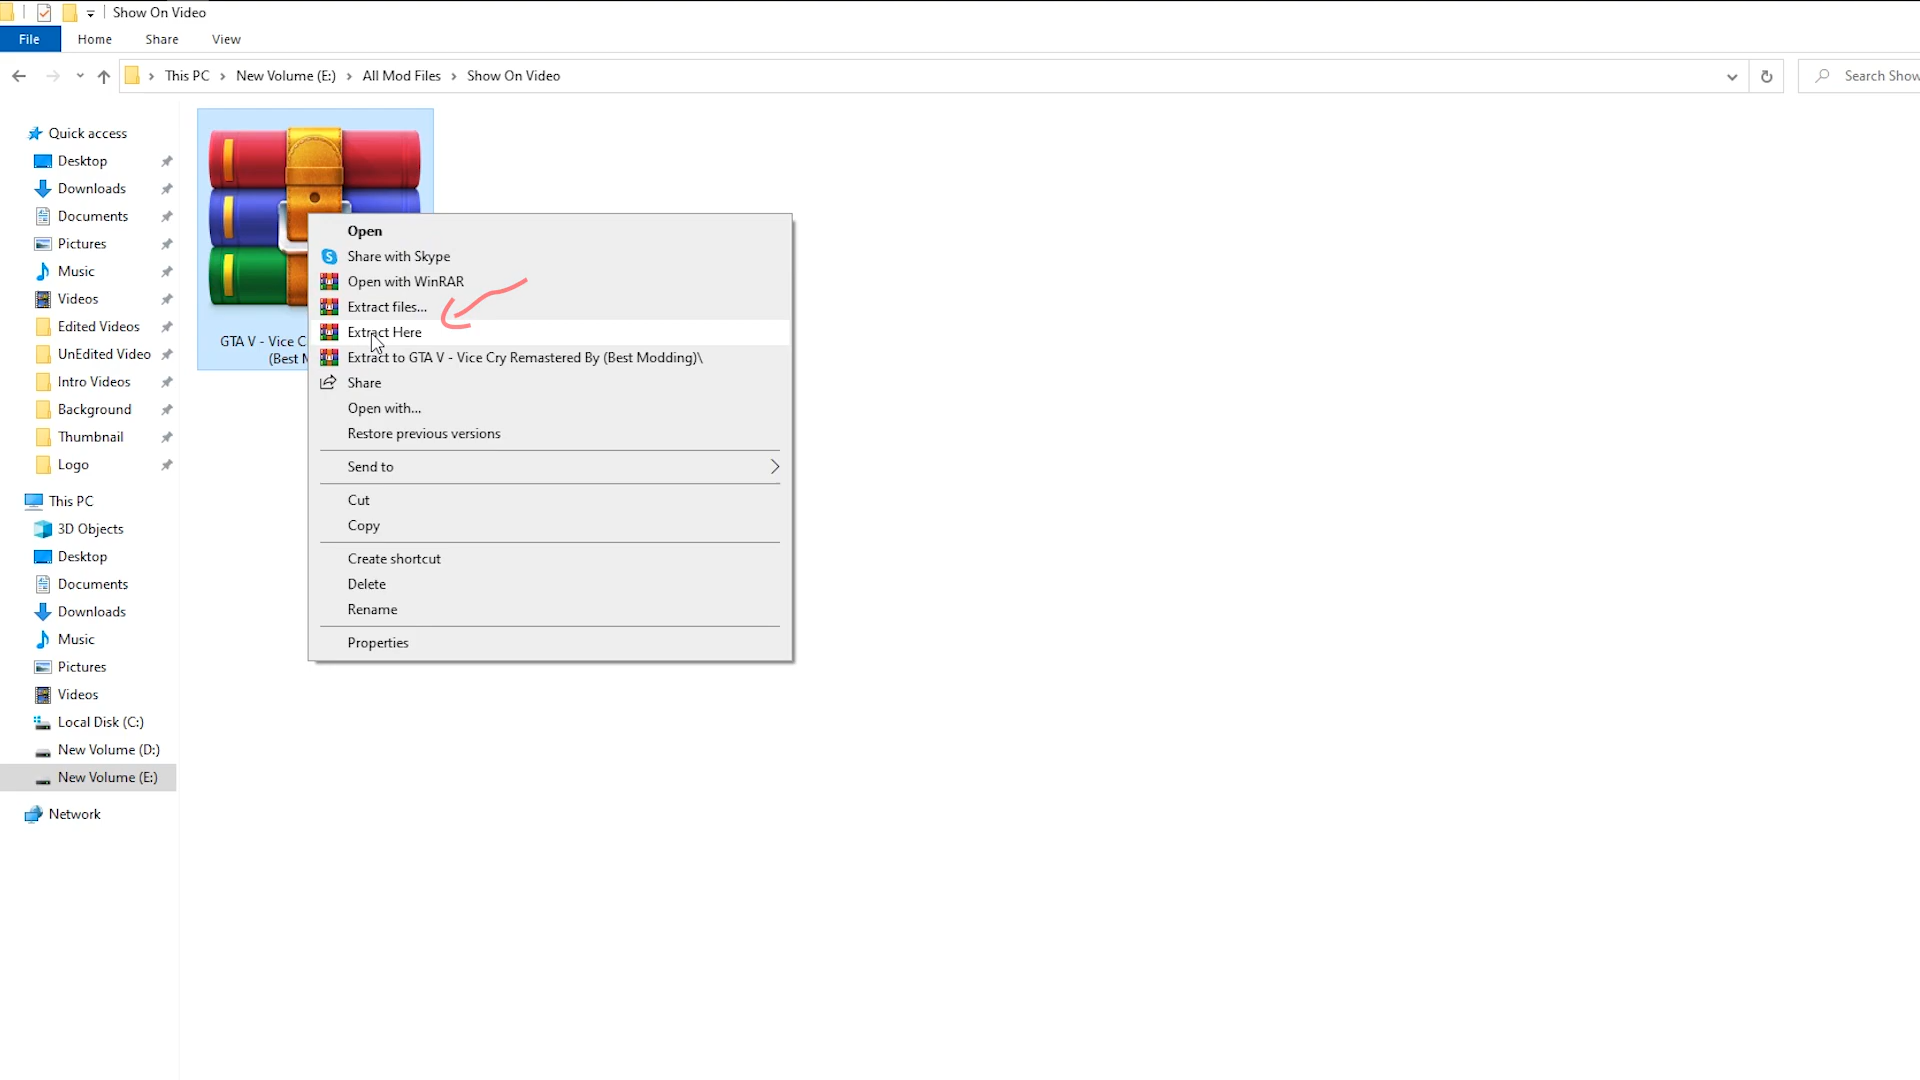 Show On Video
File Home Share View
This PC New Volume (E:) All Mod Files Show On Video
Search Show
Quick access
Desktop
Downloads
Documents
Pictures
Music
Videos
Edited Videos
UnEdited Video
Intro Videos
Background
Thumbnail
Logo
This PC
3D Objects
Desktop
Documents
Downloads
Music
Pictures
Videos
Local Disk (C:)
New Volume (D:)
New Volume (E:)
Network
GTA V - Vice C
(Best M
Open
Share with Skype
Open with WinRAR
Extract files...
Extract Here
Extract to GTA V - Vice Cry Remastered By (Best Modding)\
Share
Open with...
Restore previous versions
Send to
Cut
Copy
Create shortcut
Delete
Rename
Properties